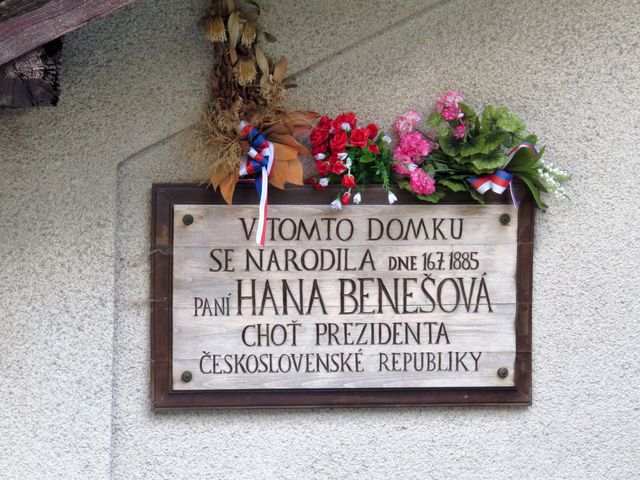 V TOMTO DOMKU
SE NARODILA DNE 16.7. 1885
PANÍ HANA BENEŠOVÁ
CHOŤ PREZIDENTA
ČESKOSLOVENSKÉ REPUBLIKY